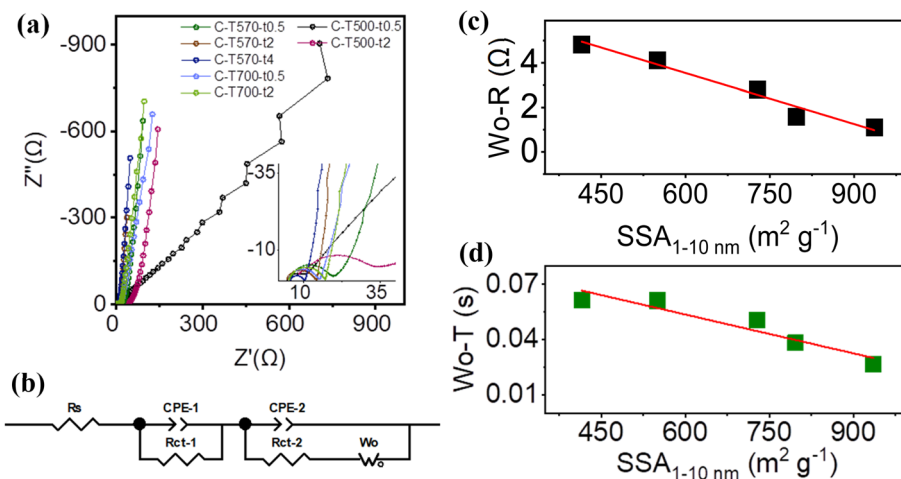 (a)
C-T570-t0.5
C-T570-t2
C-T570-t4
C-T700-t0.5
C-T700-t2
C-T500-t0.5
C-T500-t2
-900
-600
-300
0
Z''(Ω)
0 300 600 900
Z'(Ω)
-35
-10
10 35
(b)
Rs
CPE-1
Rct-1
CPE-2
Rct-2
Wo
(c)
Wo-R (Ω)
4
2
0
450 600 750 900
SSA1-10 nm (m² g⁻¹)
(d)
Wo-T (s)
0.07
0.04
0.01
450 600 750 900
SSA1-10 nm (m² g⁻¹)